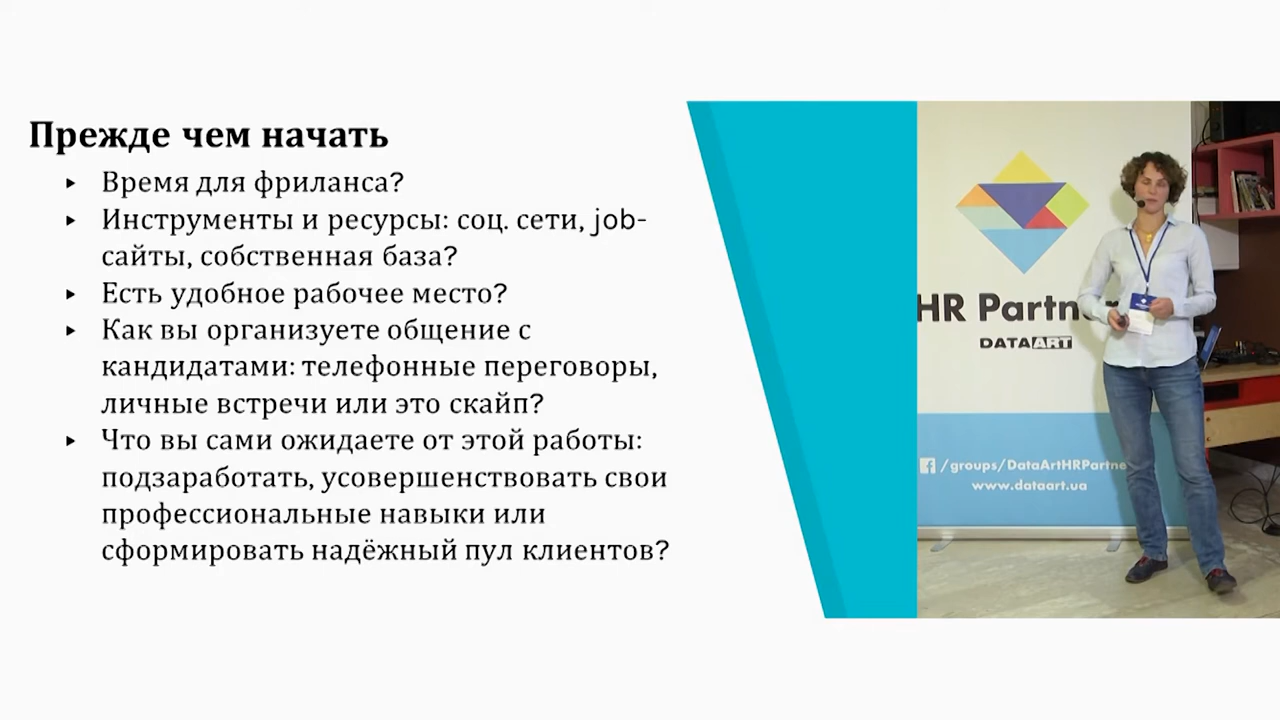 Прежде чем начать
Время для фриланса?
Инструменты и ресурсы: соц. сети, job-
сайты, собственная база?
Есть удобное рабочее место?
Как вы организуете общение с
кандидатами: телефонные переговоры,
личные встречи или это скайп?
Что вы сами ожидаете от этой работы:
подзаработать, усовершенствовать свои
профессиональные навыки или
сформировать надёжный пул клиентов?
HR Partner
DATAART
/groups/DataArtHRPartne
www.dataart.ua